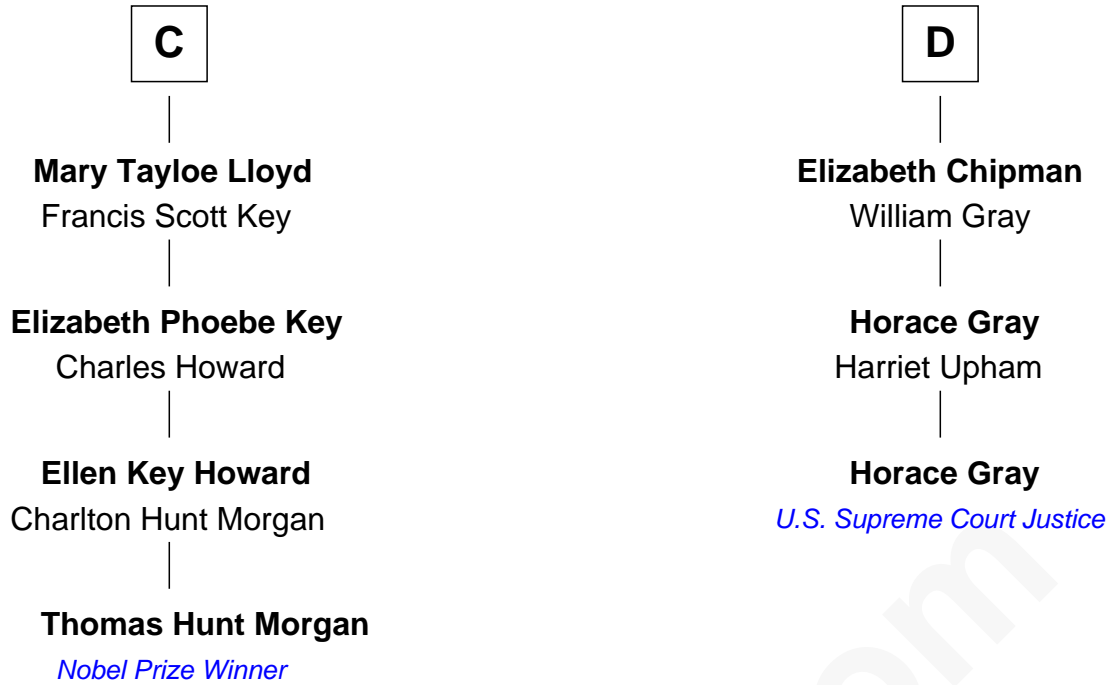 C
Mary Tayloe Lloyd
Francis Scott Key
Elizabeth Phoebe Key
Charles Howard
Ellen Key Howard
Charlton Hunt Morgan
Thomas Hunt Morgan
Nobel Prize Winner
D
Elizabeth Chipman
William Gray
Horace Gray
Harriet Upham
Horace Gray
U.S. Supreme Court Justice
om